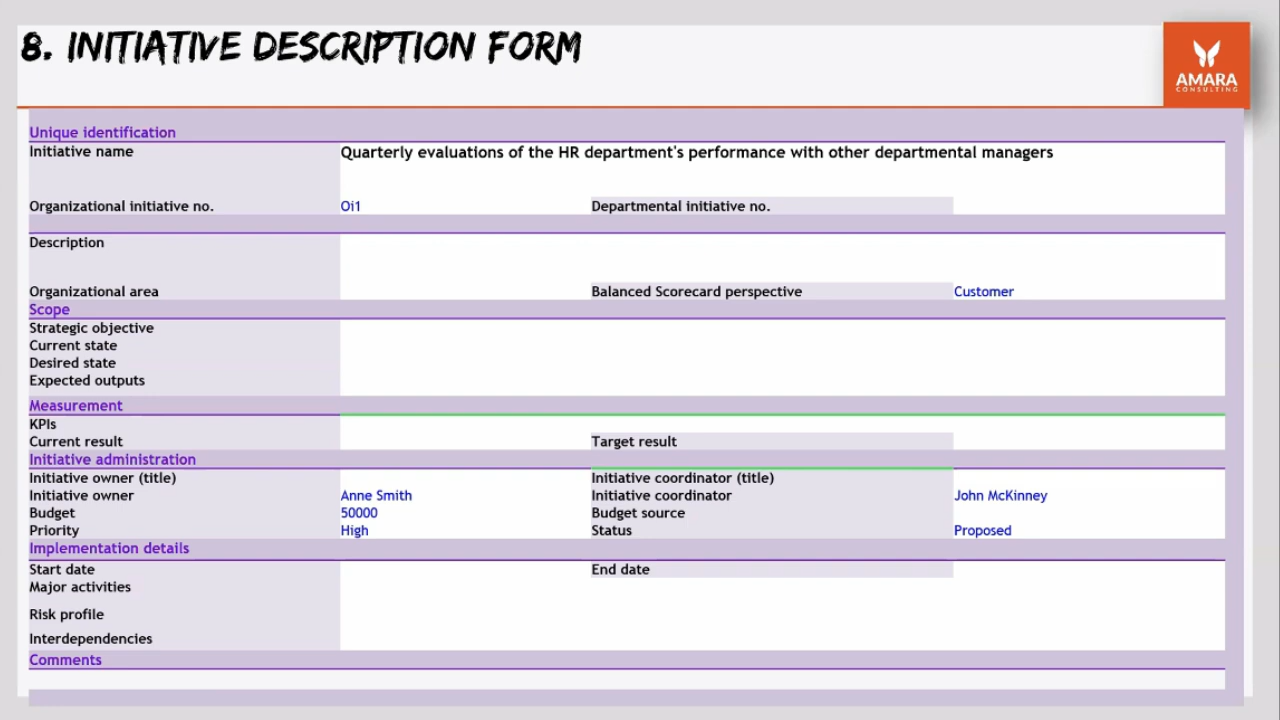 8. INITIATIVE DESCRIPTION FORM
AMARA
CONSULTING
Unique identification
Initiative name Quarterly evaluations of the HR department's performance with other departmental managers
Organizational initiative no. Oi1 Departmental initiative no.
Description
Organizational area Balanced Scorecard perspective Customer
Scope
Strategic objective
Current state
Desired state
Expected outputs
Measurement
KPIs
Current result Target result
Initiative administration
Initiative owner (title) Initiative coordinator (title)
Initiative owner Anne Smith Initiative coordinator John McKinney
Budget 50000 Budget source
Priority High Status Proposed
Implementation details
Start date End date
Major activities
Risk profile
Interdependencies
Comments